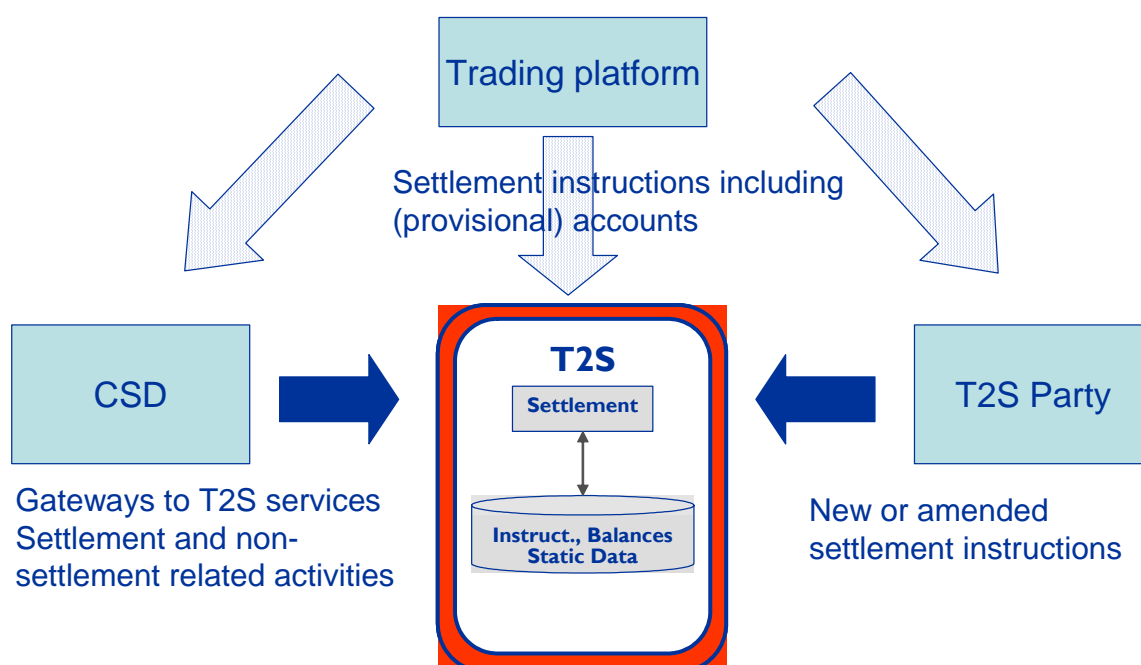 Trading platform
Settlement instructions including
(provisional) accounts
CSD
T2S
Settlement
Instruct., Balances
Static Data
T2S Party
Gateways to T2S services
Settlement and non-
settlement related activities
New or amended
settlement instructions